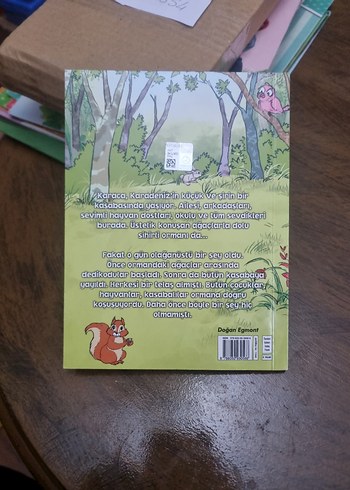 Karaca, Karadeniz'in küçük ve şirin bir
kasabasında yaşıyor. Ailesi, arkadaşları,
sevimli hayvan dostları, okulu ve tüm sevdikleri
burada. Üstelik konuşan ağaçlarla dolu
sihirli ormanı da...
Fakat o gün olağanüstü bir şey oldu.
Önce ormandaki ağaçlar arasında
dedikodular başladı. Sonra da bütün kasabaya
yayıldı. Herkesi bir telaş almıştı. Bütün çocuklar,
hayvanlar, kasabalılar ormana doğru
koşuşuyordu. Daha önce böyle bir şey hiç
olmamıştı.
Doğan Egmont